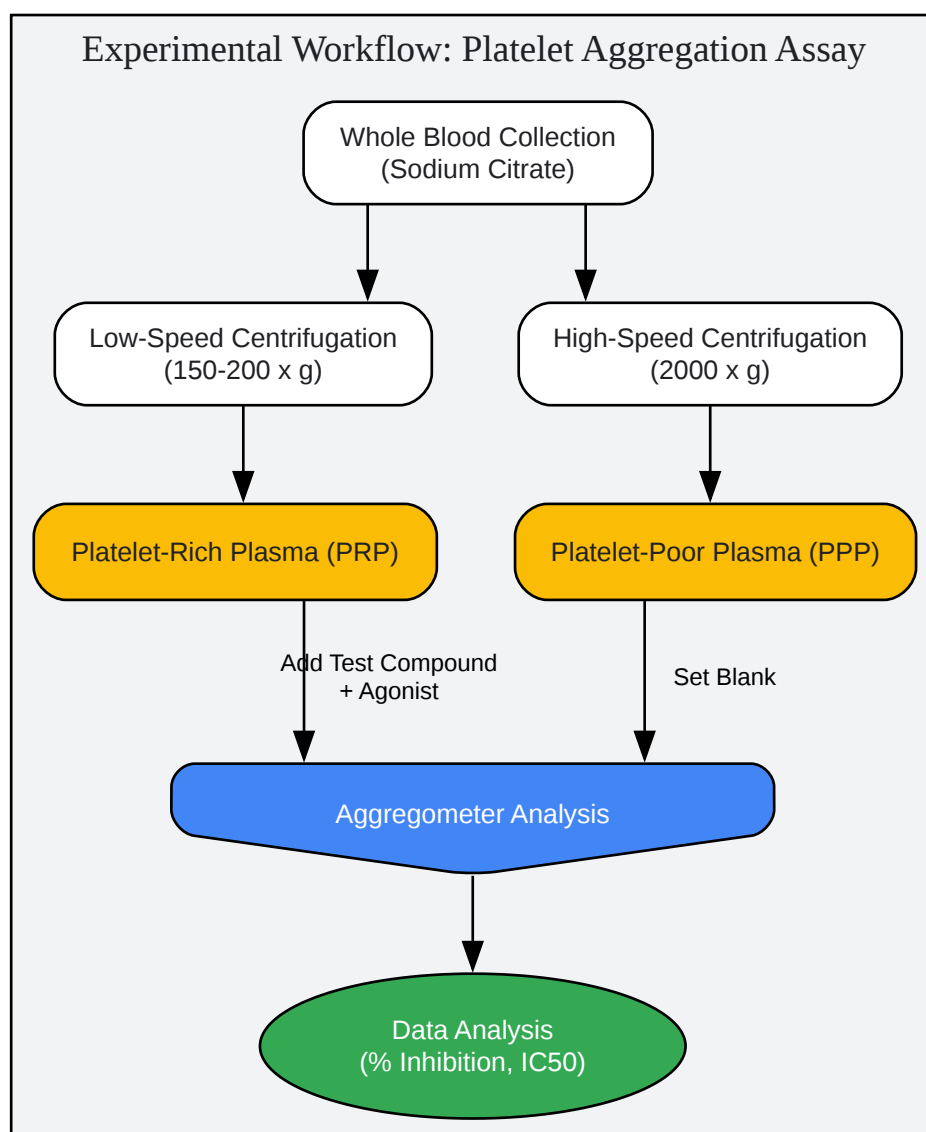 Experimental Workflow: Platelet Aggregation Assay
Whole Blood Collection
(Sodium Citrate)
Low-Speed Centrifugation
(150-200 x g)
High-Speed Centrifugation
(2000 x g)
Platelet-Rich Plasma (PRP)
Platelet-Poor Plasma (PPP)
Add Test Compound
+ Agonist
Set Blank
Aggregometer Analysis
Data Analysis
(% Inhibition, IC50)